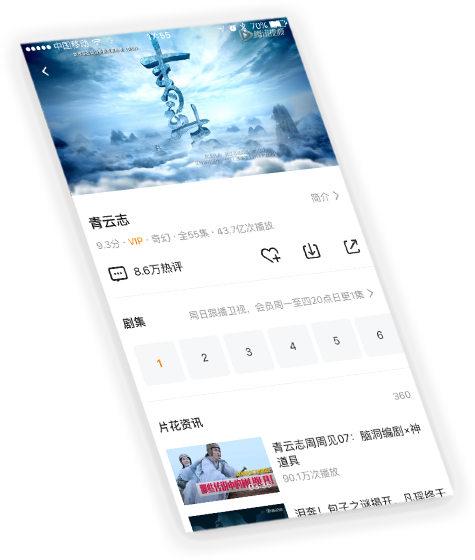 中国移动 17:55 70%
腾讯视频
青云志
青云志
简介
9.3分 · VIP · 奇幻 · 全55集 · 43.7亿次播放
8.6万热评
剧集
周日跟播卫视，会员周一至四20点日更1集
1 2 3 4 5 6
片花资讯
360
青云志周周见07：脑洞编剧×神
道具
90.1万次播放
泪奔！包子之谜揭开，凡瑶终于